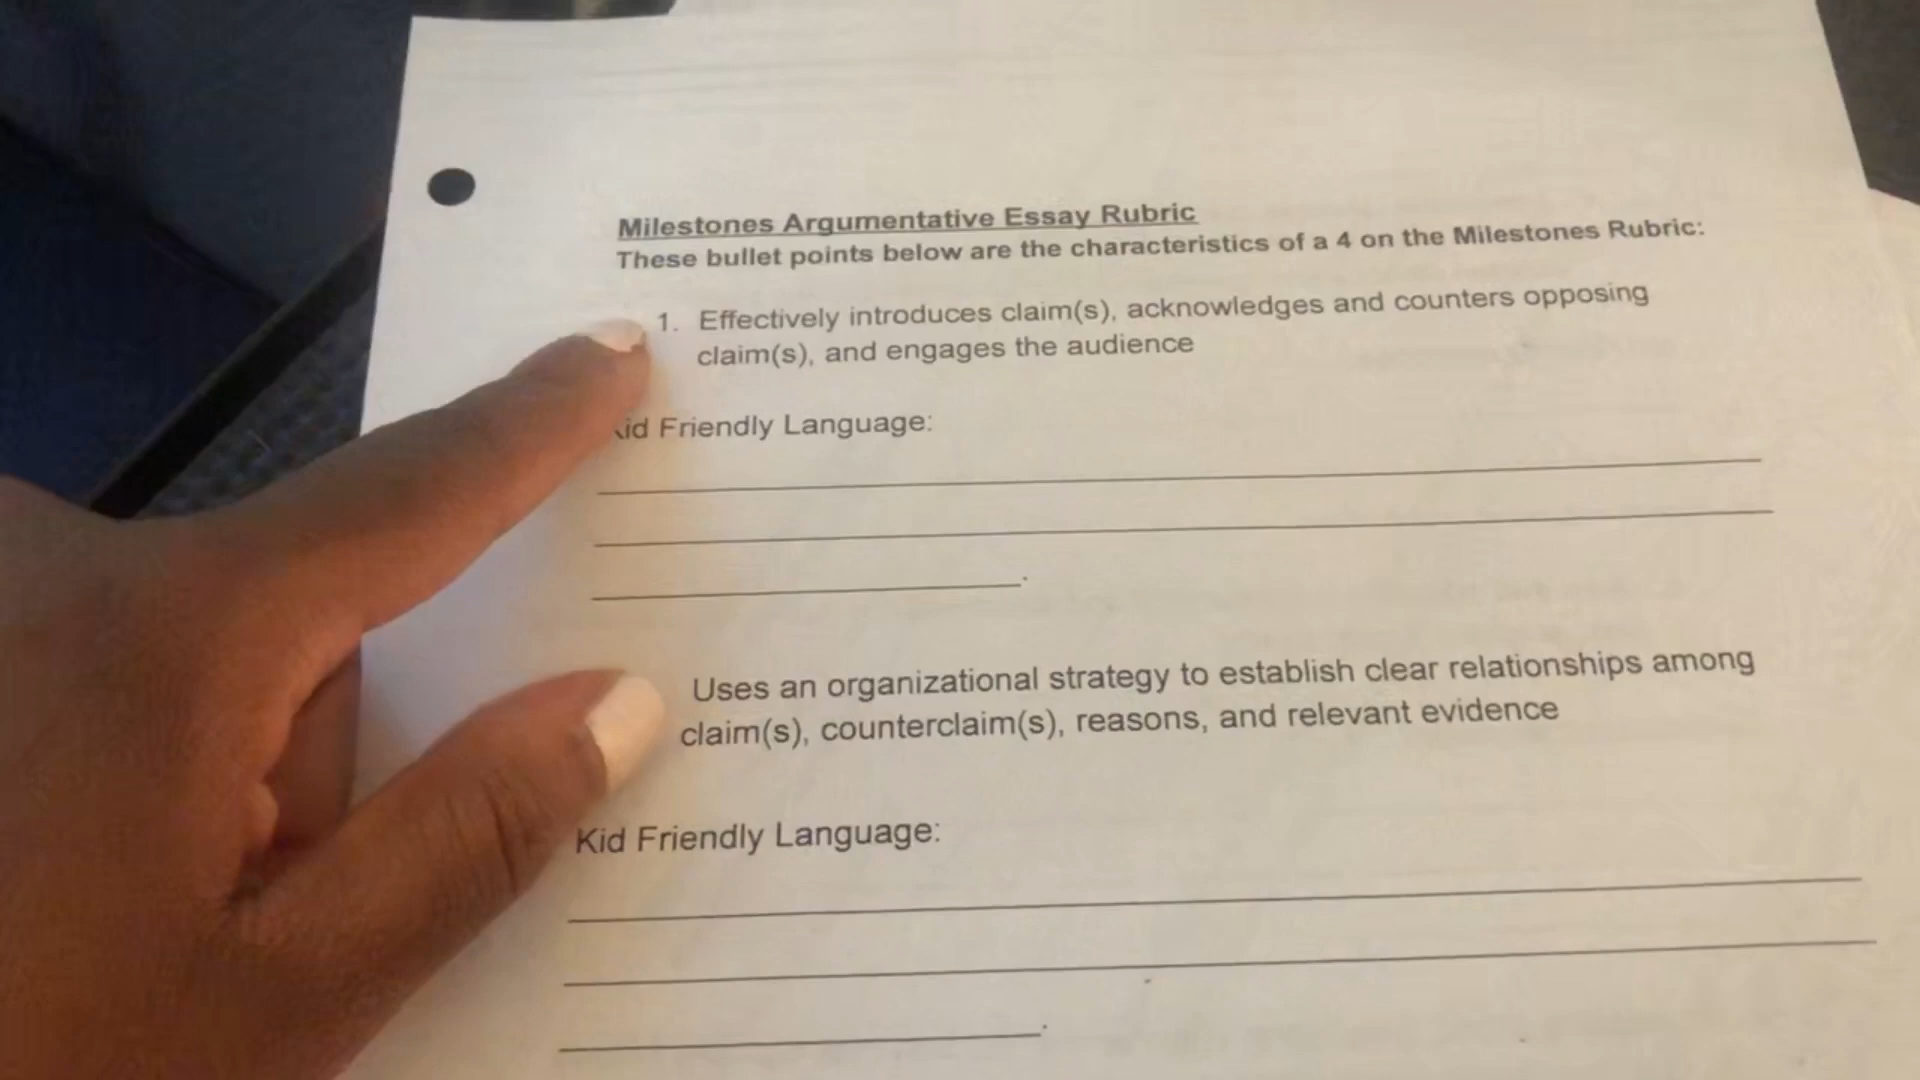 Milestones Argumentative Essay Rubric
These bullet points below are the characteristics of a 4 on the Milestones Rubric:
1. Effectively introduces claim(s), acknowledges and counters opposing
claim(s), and engages the audience
Kid Friendly Language:
Uses an organizational strategy to establish clear relationships among
claim(s), counterclaim(s), reasons, and relevant evidence
Kid Friendly Language: